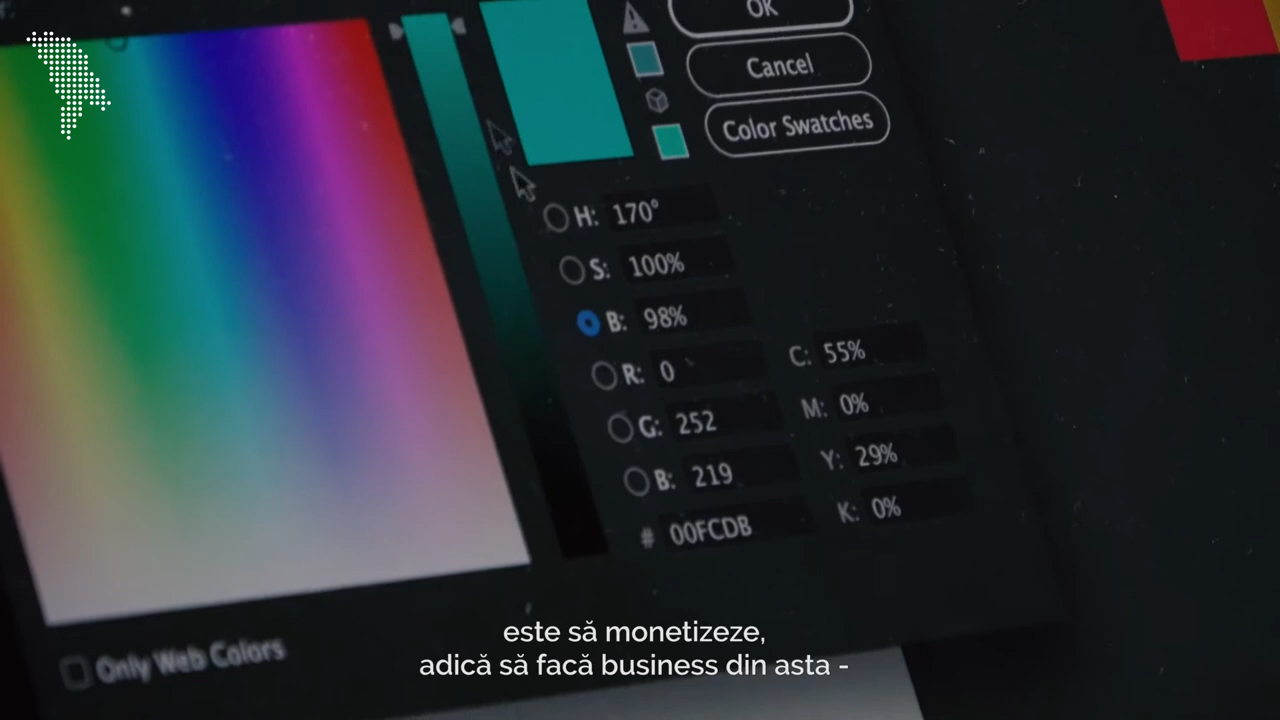 OK
Cancel
Color Swatches
H: 170°
S: 100%
B: 98%
R: 0
G: 252
B: 219
# 00FCDB
C: 55%
M: 0%
Y: 29%
K: 0%
Only Web Colors
este să monetizeze,
adică să facă business din asta -